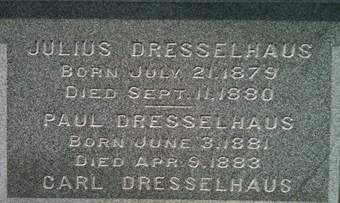 JULIUS DRESSELHAUS
BORN JULY 21, 1879
DIED SEPT. 11, 1880
PAUL DRESSELHAUS
BORN JUNE 3, 1881
DIED APR. 9, 1883
CARL DRESSELHAUS